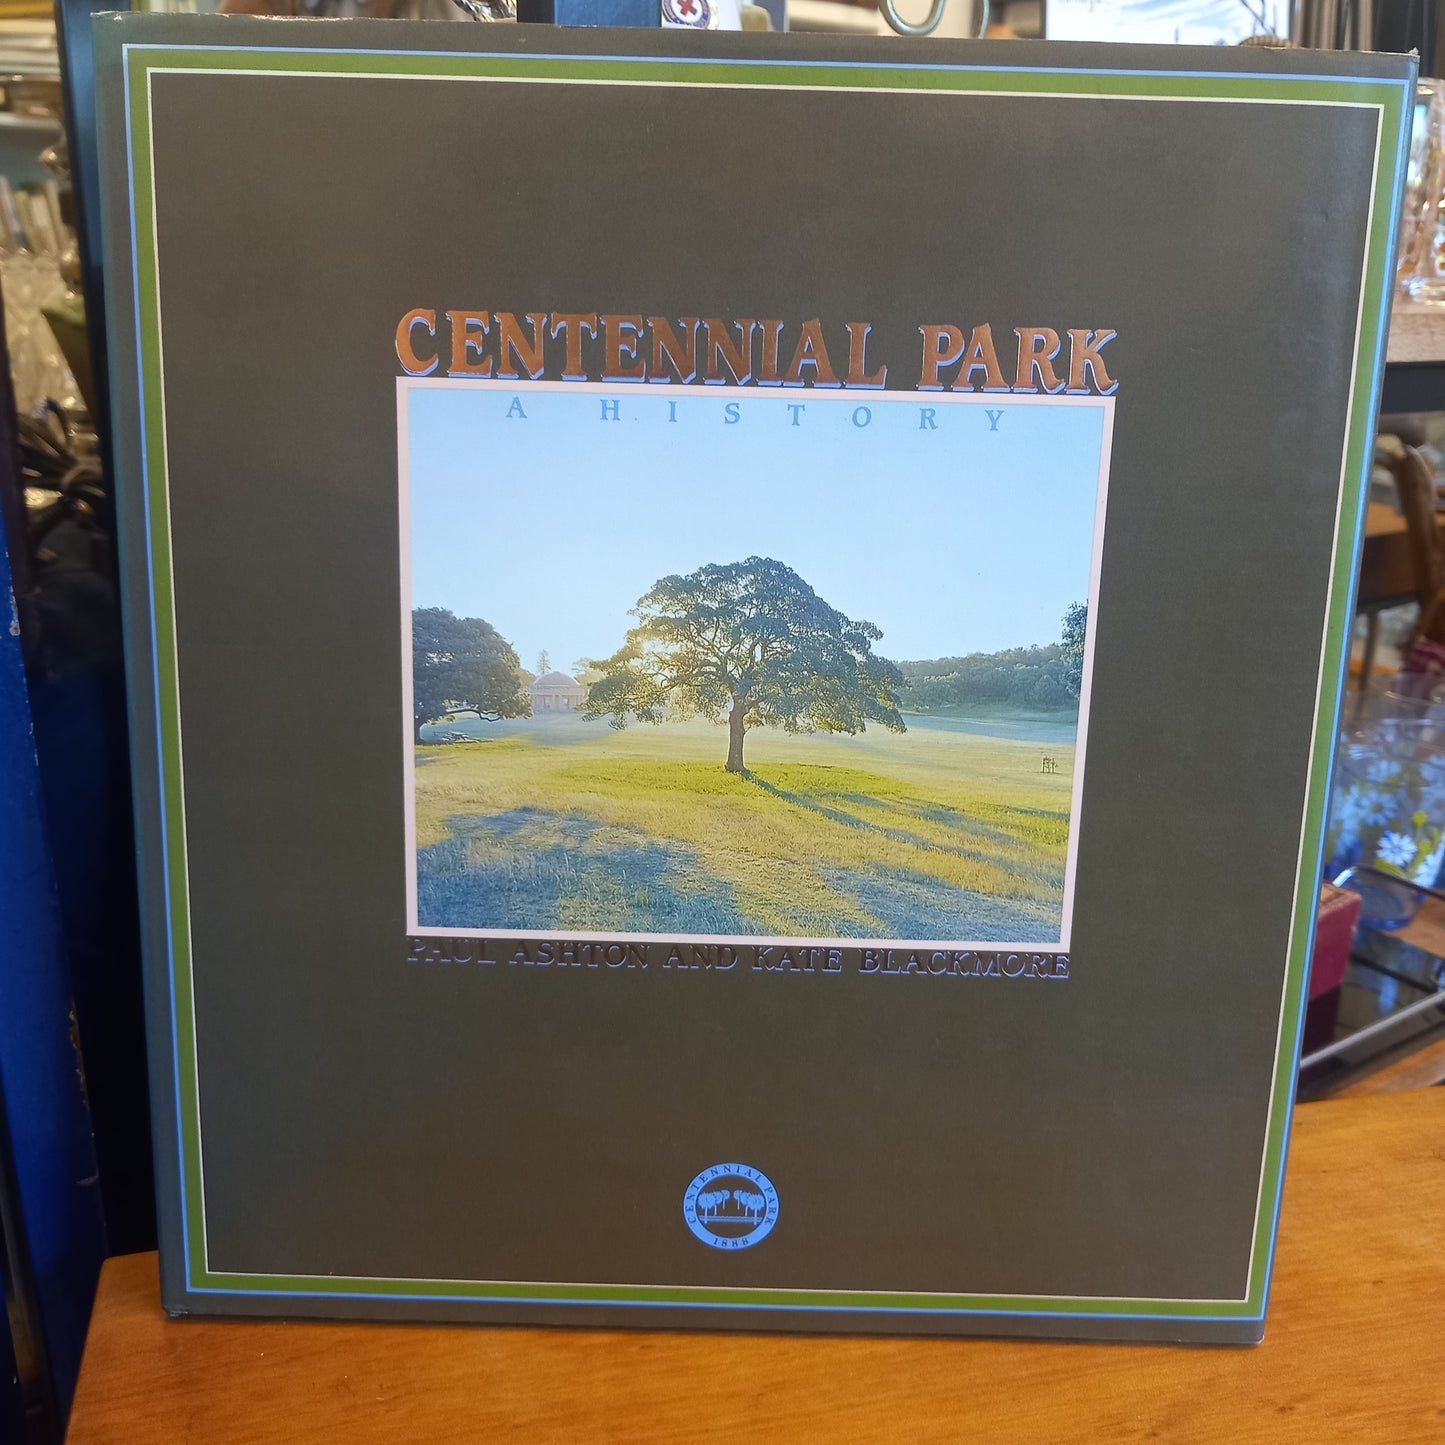 CENTENNIAL PARK
A HISTORY
PAUL ASHTON AND KATE BLACKMORE
CENTENNIAL PARK
1888